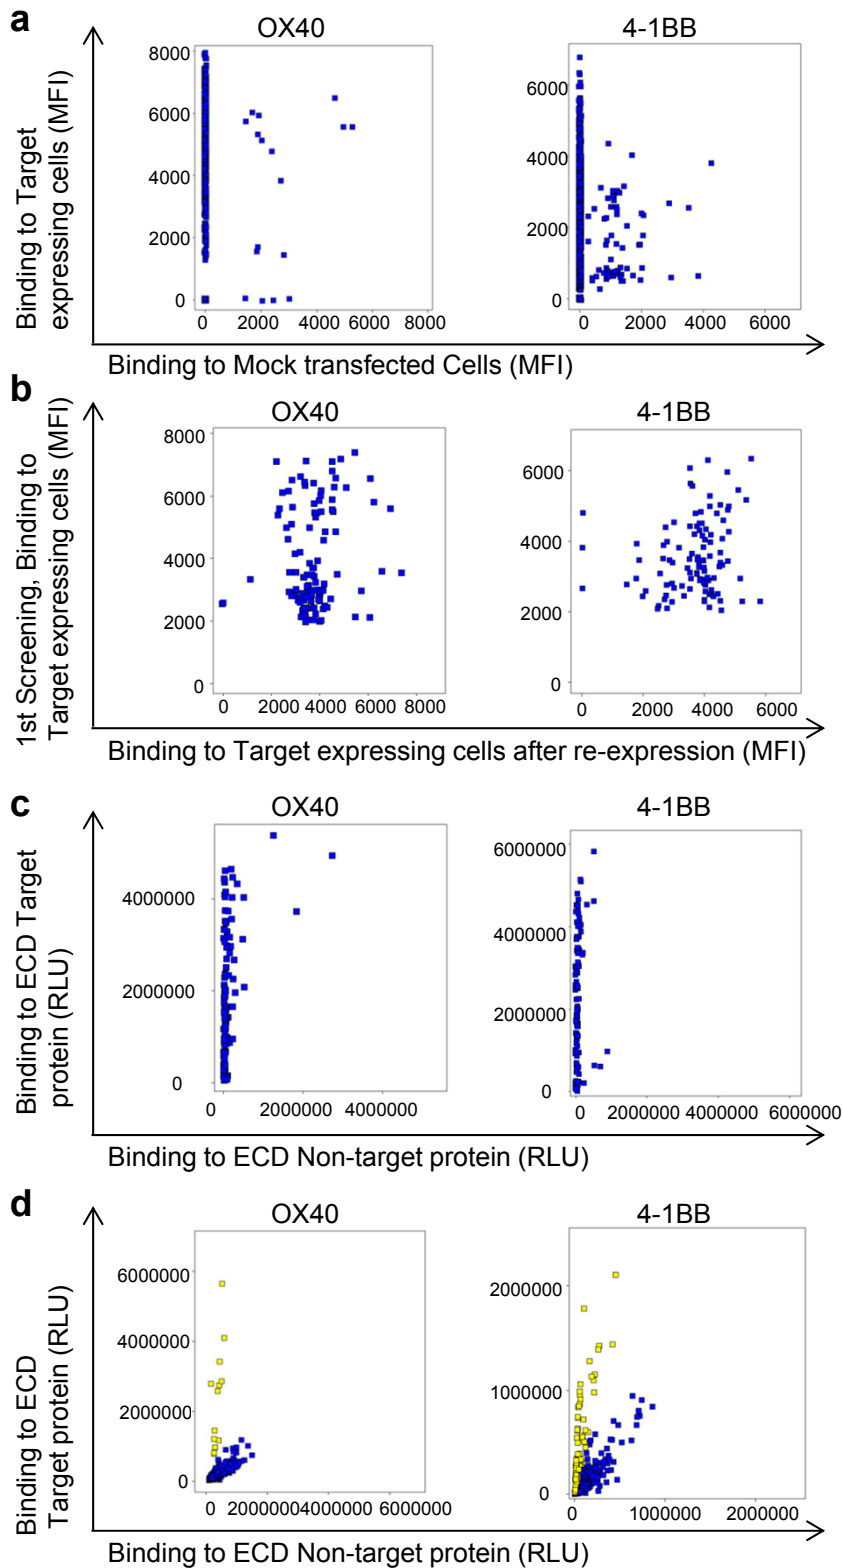 a
OX40 4-1BB
Binding to Target
expressing cells (MFI)
8000
6000
4000
2000
0
0 2000 4000 6000 8000
6000
4000
2000
0
0 2000 4000 6000
Binding to Mock transfected Cells (MFI)
b
OX40 4-1BB
1st Screening, Binding to
Target expressing cells (MFI)
8000
6000
4000
2000
0
0 2000 4000 6000 8000
6000
4000
2000
0
0 2000 4000 6000
Binding to Target expressing cells after re-expression (MFI)
c
OX40 4-1BB
Binding to ECD Target
protein (RLU)
4000000
2000000
0
0 2000000 4000000
6000000
4000000
2000000
0
0 2000000 4000000 6000000
Binding to ECD Non-target protein (RLU)
d
OX40 4-1BB
Binding to ECD
Target protein (RLU)
6000000
4000000
2000000
0
0 2000000 4000000 6000000
2000000
1000000
0
0 1000000 2000000
Binding to ECD Non-target protein (RLU)